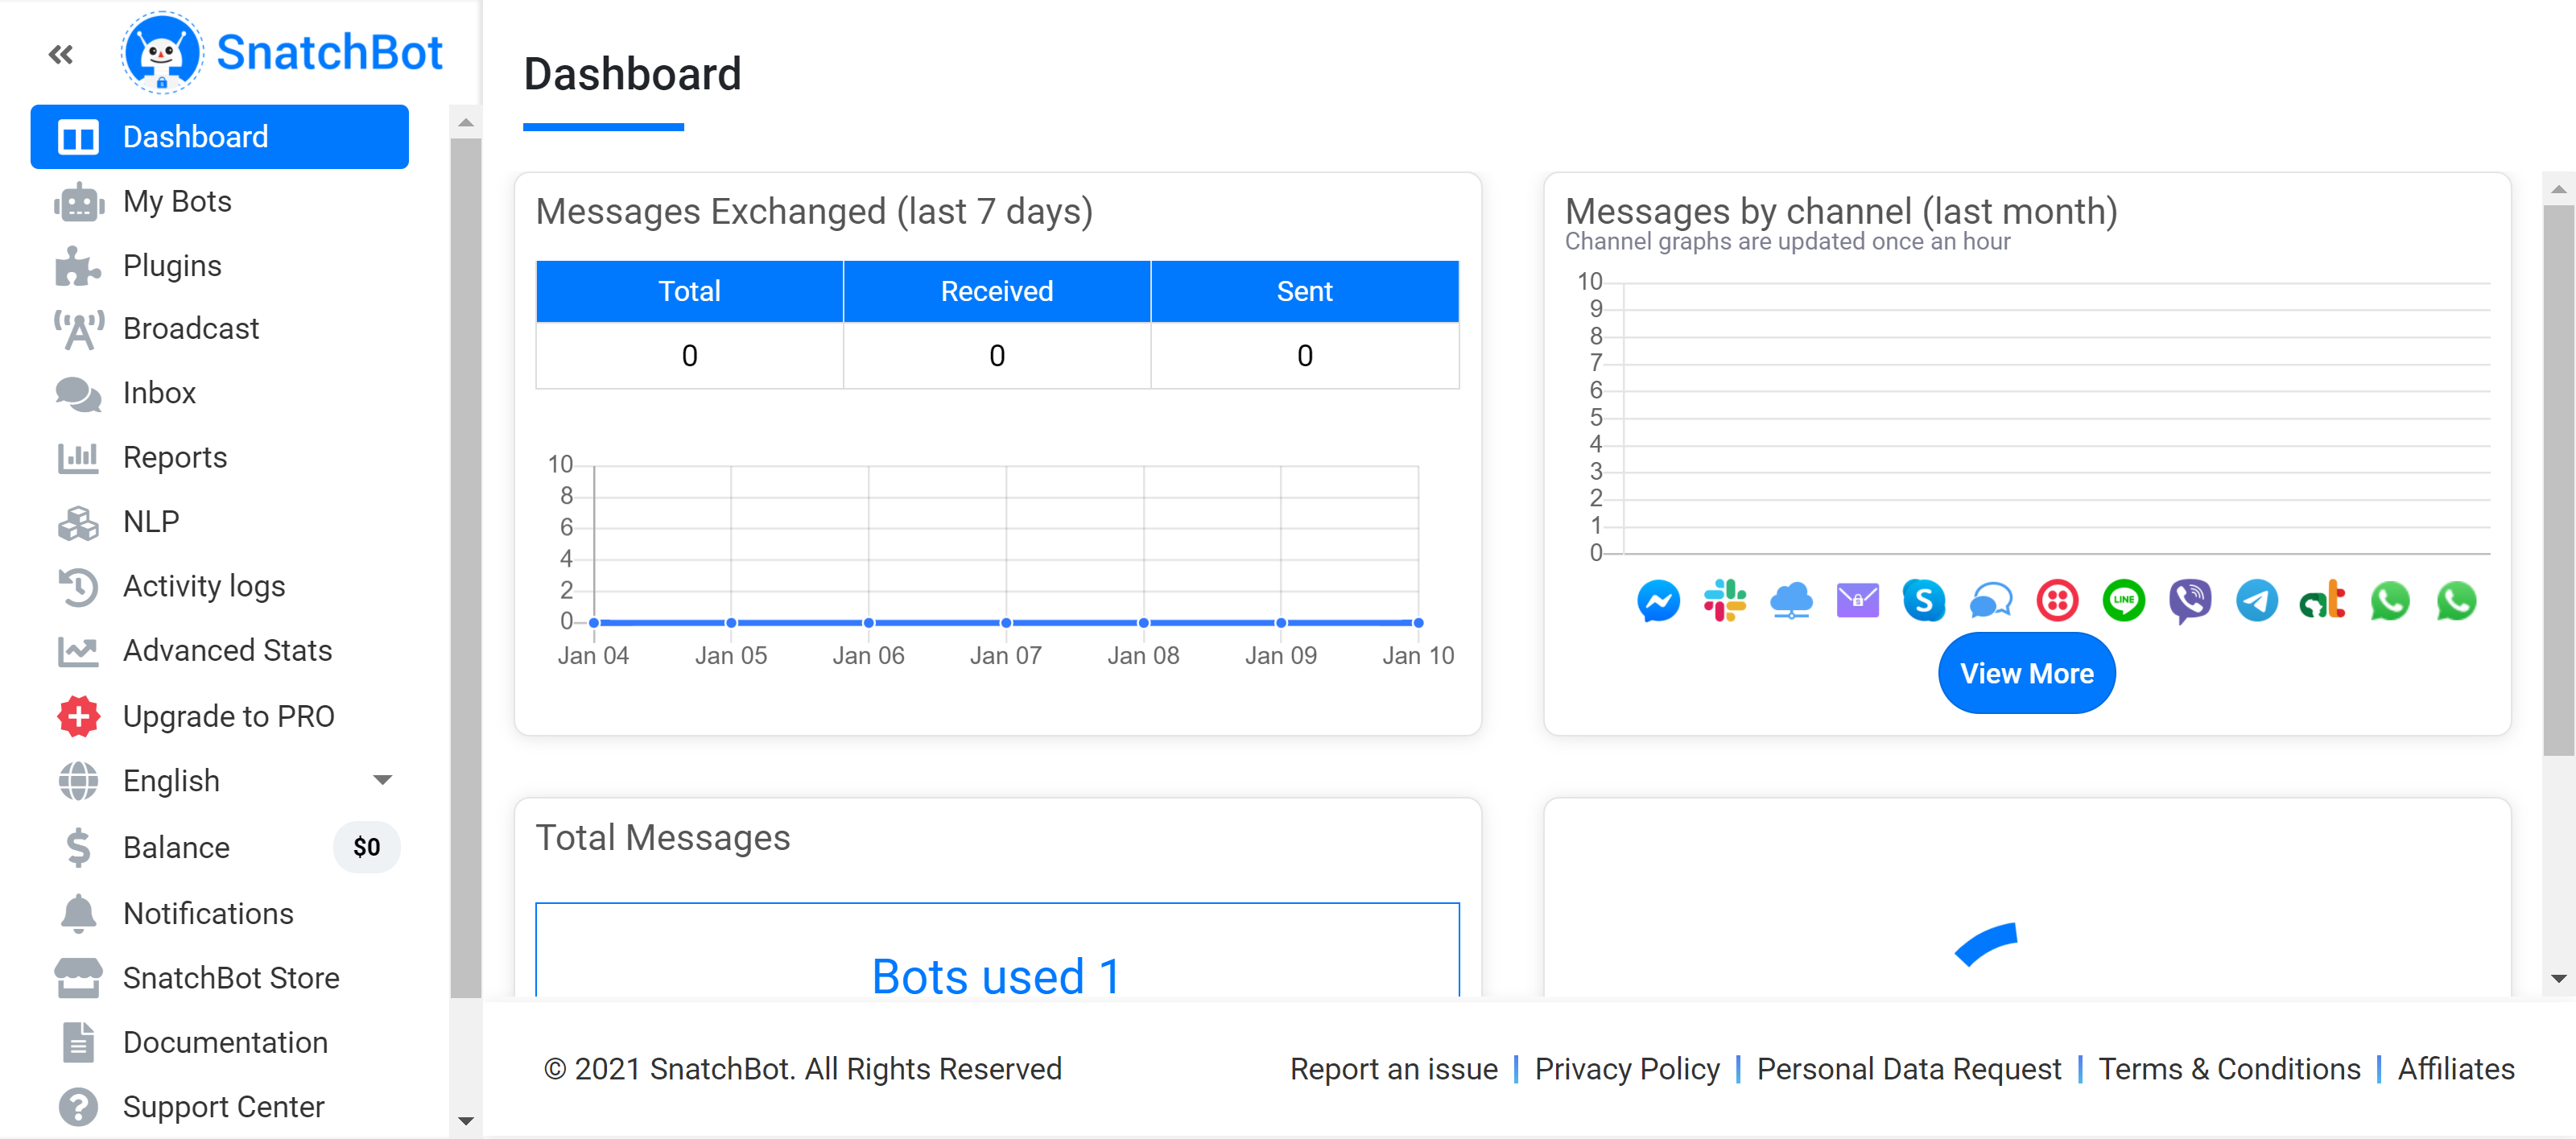 SnatchBot
Dashboard
My Bots
Plugins
Broadcast
Inbox
Reports
NLP
Activity logs
Advanced Stats
Upgrade to PRO
English
Balance $0
Notifications
SnatchBot Store
Documentation
Support Center
Dashboard
Messages Exchanged (last 7 days)
Total Received Sent
0 0 0
10
8
6
4
2
0
Jan 04 Jan 05 Jan 06 Jan 07 Jan 08 Jan 09 Jan 10
Messages by channel (last month)
Channel graphs are updated once an hour
10
9
8
7
6
5
4
3
2
1
0
LINE
View More
Total Messages
Bots used 1
© 2021 SnatchBot. All Rights Reserved
Report an issue | Privacy Policy | Personal Data Request | Terms & Conditions | Affiliates